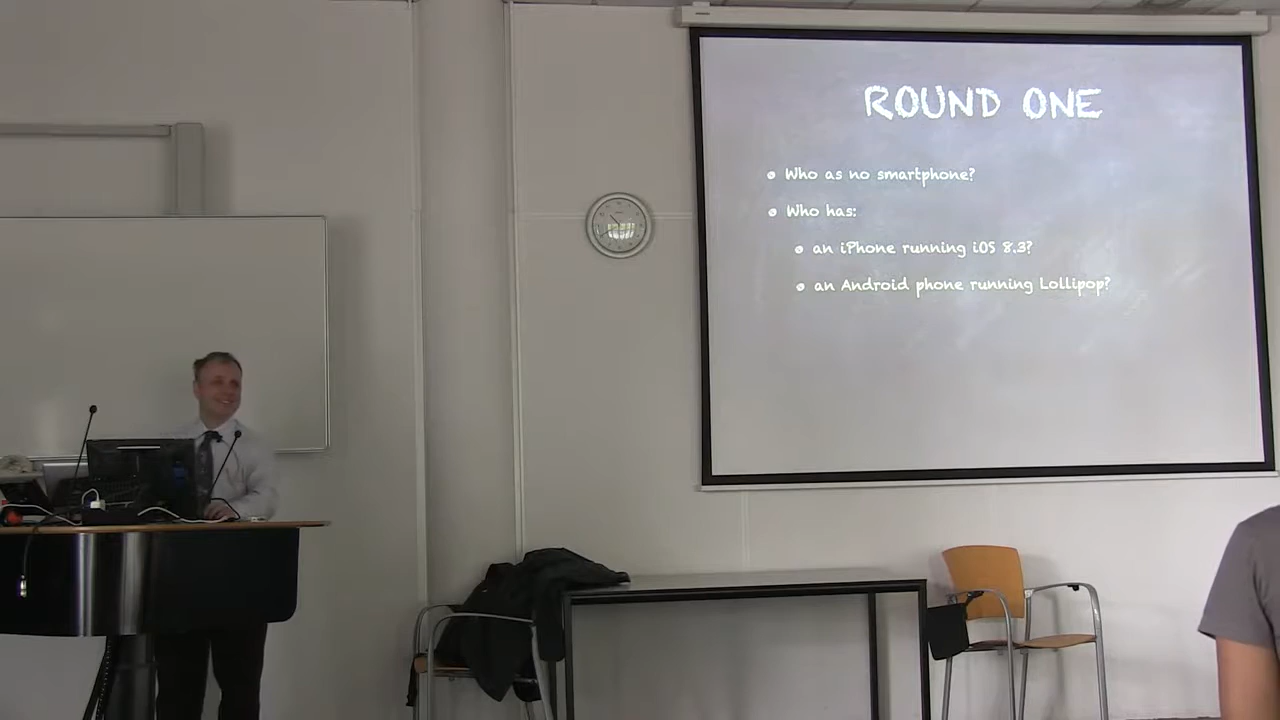 ROUND ONE
Who as no smartphone?
Who has:
an iPhone running iOS 8.3?
an Android phone running Lollipop?